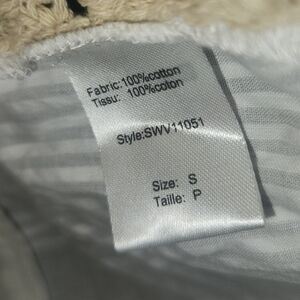 Fabric:100%cotton
Tissu: 100%coton
Style:SWV11051
Size: S
Taille: P